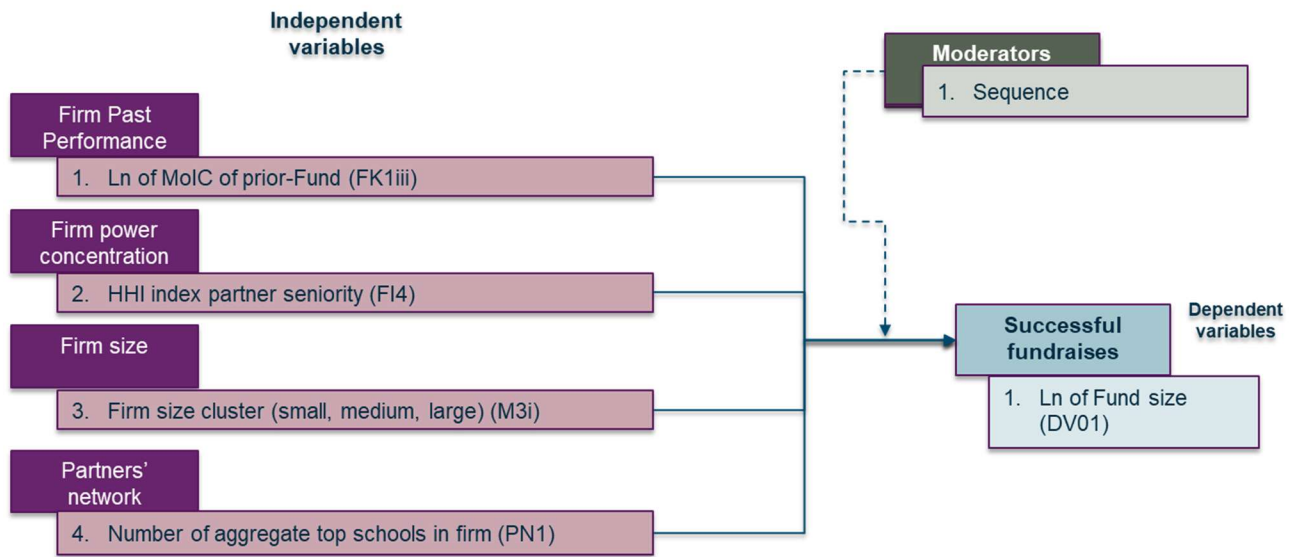 Independent
variables
Moderators
1. Sequence
Firm Past
Performance
1. Ln of MoIC of prior-Fund (FK1iii)
Firm power
concentration
2. HHI index partner seniority (FI4)
Firm size
3. Firm size cluster (small, medium, large) (M3i)
Partners’
network
4. Number of aggregate top schools in firm (PN1)
Successful
fundraises
Dependent
variables
1. Ln of Fund size
(DV01)